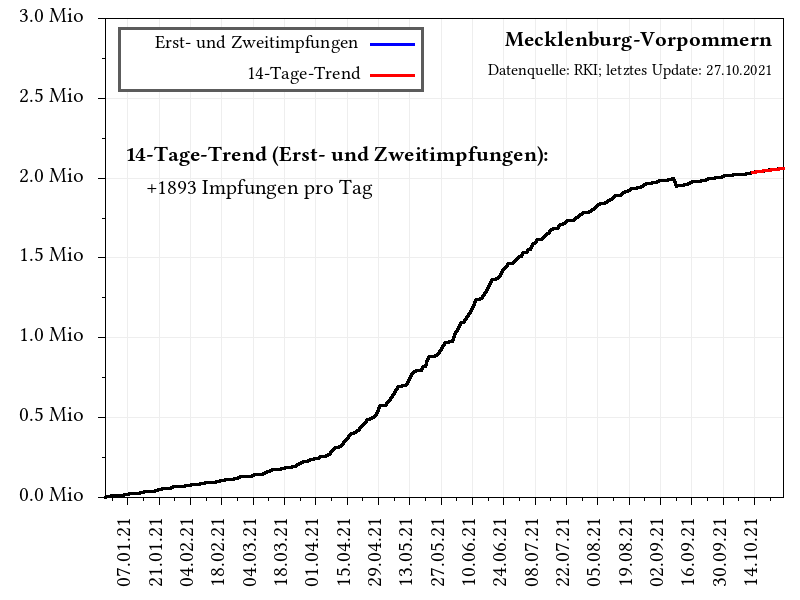 3.0 Mio
2.5 Mio
2.0 Mio
1.5 Mio
1.0 Mio
0.5 Mio
0.0 Mio
Erst- und Zweitimpfungen
14-Tage-Trend
Mecklenburg-Vorpommern
Datenquelle: RKI; letztes Update: 27.10.2021
14-Tage-Trend (Erst- und Zweitimpfungen):
+1893 Impfungen pro Tag
07.01.21
21.01.21
04.02.21
18.02.21
04.03.21
18.03.21
01.04.21
15.04.21
29.04.21
13.05.21
27.05.21
10.06.21
24.06.21
08.07.21
22.07.21
05.08.21
19.08.21
02.09.21
16.09.21
30.09.21
14.10.21